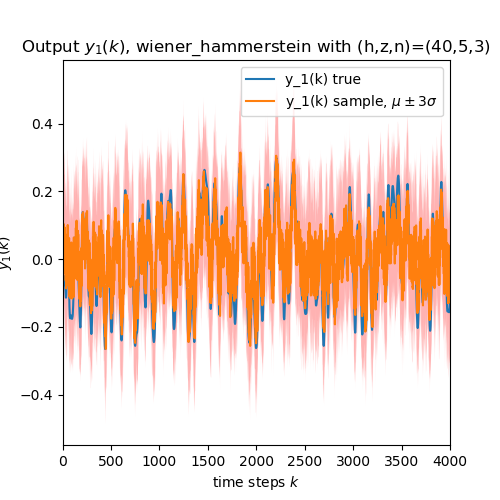 Output y₁(k), wiener_hammerstein with (h,z,n)=(40,5,3)
y_1(k) true
y_1(k) sample, μ ± 3σ
0.4
0.2
0.0
−0.2
−0.4
y₁(k)
0 500 1000 1500 2000 2500 3000 3500 4000
time steps k